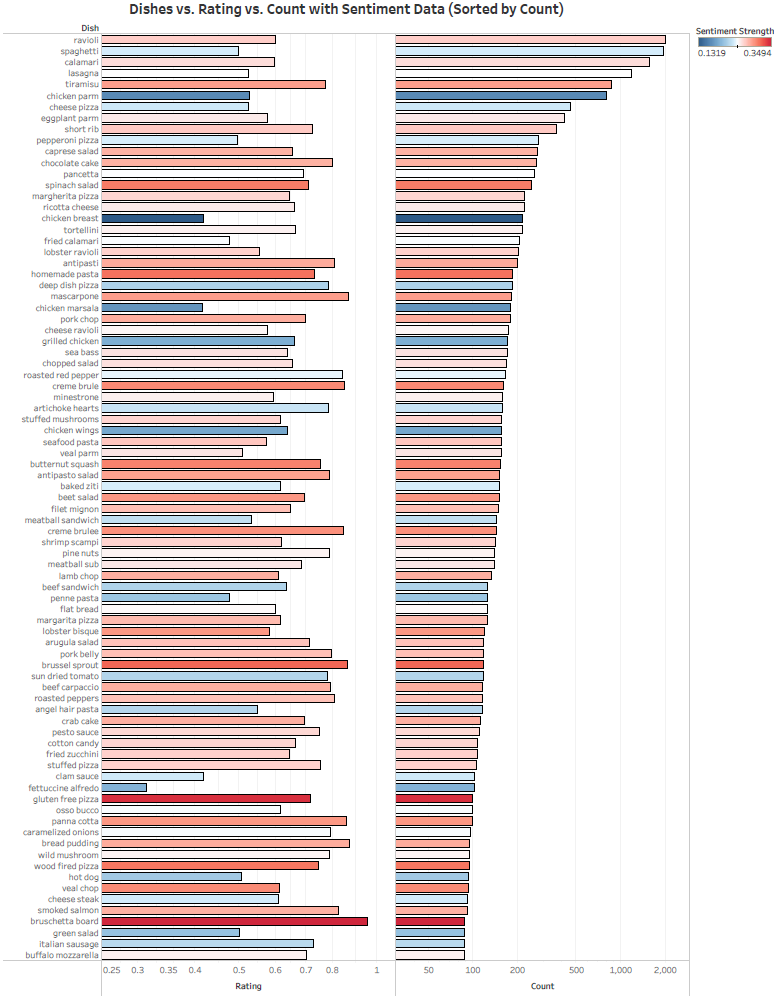 Dishes vs. Rating vs. Count with Sentiment Data (Sorted by Count)
Dish
Sentiment Strength
0.1319 0.3494
ravioli
spaghetti
calamari
lasagna
tiramisu
chicken parm
cheese pizza
eggplant parm
short rib
pepperoni pizza
caprese salad
chocolate cake
pancetta
spinach salad
margherita pizza
ricotta cheese
chicken breast
tortellini
fried calamari
lobster ravioli
antipasti
homemade pasta
deep dish pizza
mascarpone
chicken marsala
pork chop
cheese ravioli
grilled chicken
sea bass
chopped salad
roasted red pepper
creme brule
minestrone
artichoke hearts
stuffed mushrooms
chicken wings
seafood pasta
veal parm
butternut squash
antipasto salad
baked ziti
beet salad
filet mignon
meatball sandwich
creme brulee
shrimp scampi
pine nuts
meatball sub
lamb chop
beef sandwich
penne pasta
flat bread
margarita pizza
lobster bisque
arugula salad
pork belly
brussel sprout
sun dried tomato
beef carpaccio
roasted peppers
angel hair pasta
crab cake
pesto sauce
cotton candy
fried zucchini
stuffed pizza
clam sauce
fettuccine alfredo
gluten free pizza
osso bucco
panna cotta
caramelized onions
bread pudding
wild mushroom
wood fired pizza
hot dog
veal chop
cheese steak
smoked salmon
bruschetta board
green salad
italian sausage
buffalo mozzarella
0.25 0.3 0.35 0.4 0.5 0.6 0.7 0.8 1 50 100 200 500 1,000 2,000
Rating Count